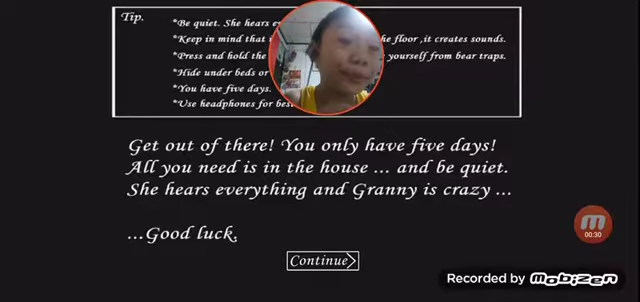 Tip.
*Be quiet. She hears
*Keep in mind that he floor ,it creates sounds.
*Press and hold the yourself from bear traps.
*Hide under beds or
*You have five days.
*Use headphones for
Get out of there! You only have five days!
All you need is in the house ... and be quiet.
She hears everything and Granny is crazy ...
...Good luck.
Continue
00:30
Recorded by mobizen